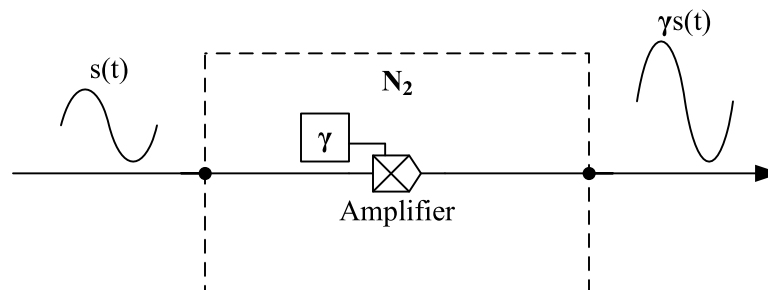 s(t)
γs(t)
N₂
γ
Amplifier